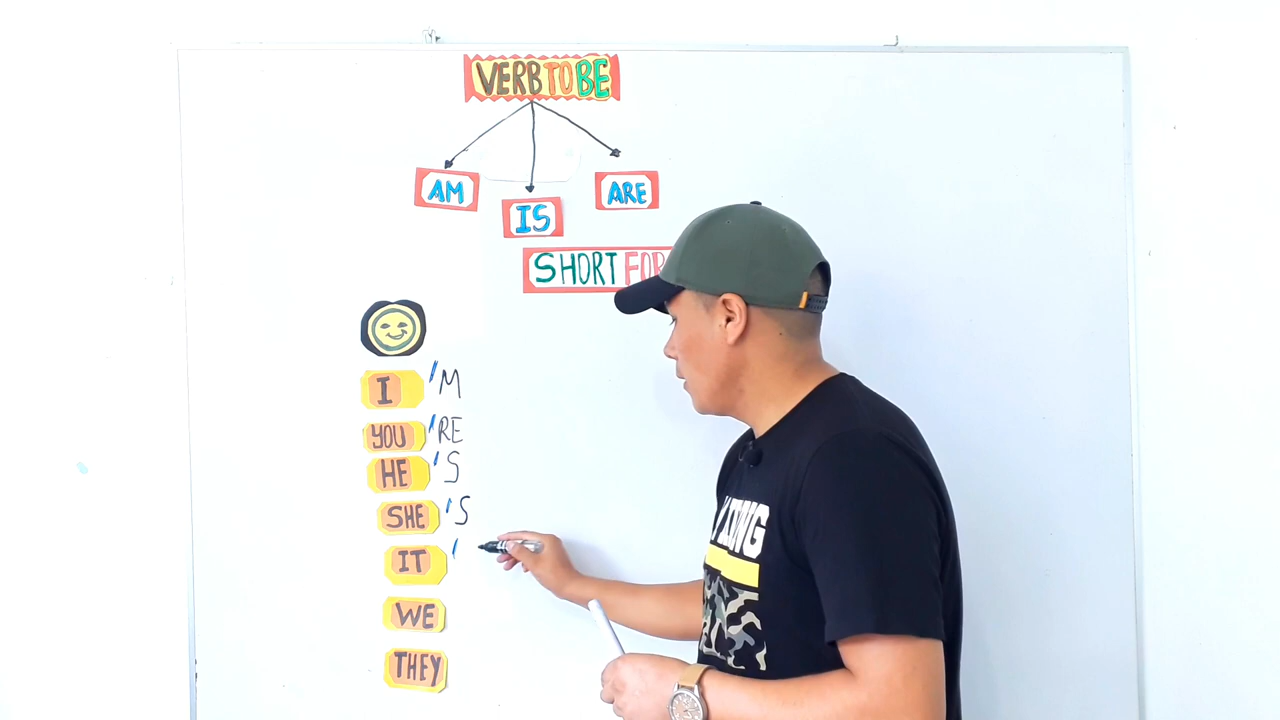 VERB TO BE
AM
IS
ARE
SHORT FOR
I 'M
YOU 'RE
HE 'S
SHE 'S
IT '
WE
THEY